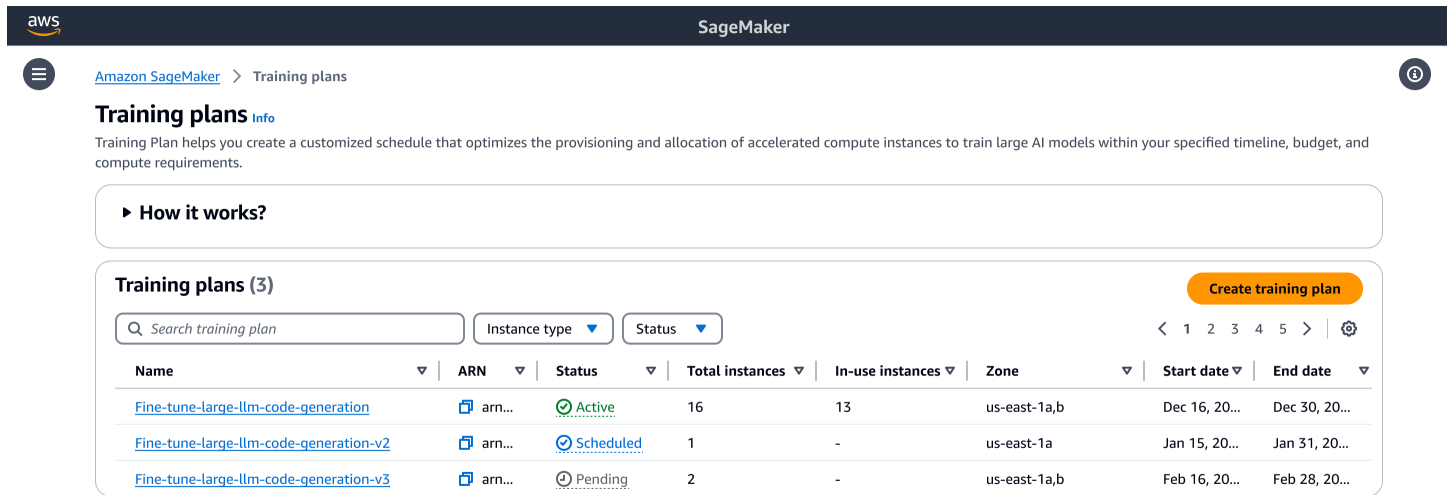 aws
SageMaker
Amazon SageMaker > Training plans
Training plans Info
Training Plan helps you create a customized schedule that optimizes the provisioning and allocation of accelerated compute instances to train large AI models within your specified timeline, budget, and
compute requirements.
How it works?
Training plans (3)
Create training plan
Search training plan
Instance type
Status
1 2 3 4 5
Name ARN Status Total instances In-use instances Zone Start date End date
Fine-tune-large-llm-code-generation arn... Active 16 13 us-east-1a,b Dec 16, 20... Dec 30, 20...
Fine-tune-large-llm-code-generation-v2 arn... Scheduled 1 - us-east-1a Jan 15, 20... Jan 31, 20...
Fine-tune-large-llm-code-generation-v3 arn... Pending 2 - us-east-1a,b Feb 16, 20... Feb 28, 20...